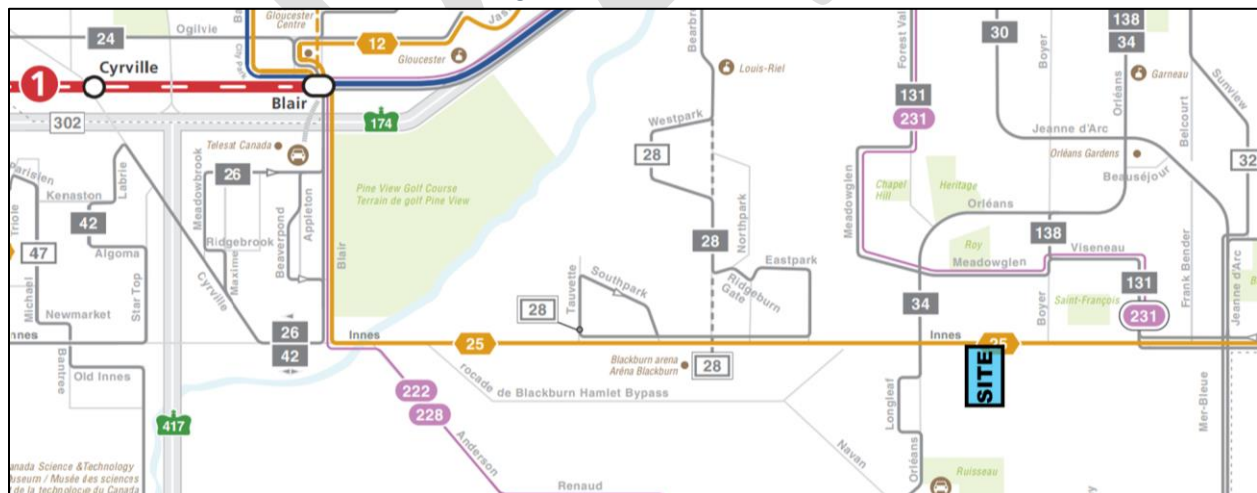 Gloucester
Centre
24
Ogilvie
12
Gloucester
Cyrville
1
Blair
302
174
Telesat Canada
Parisien
Kenaston
Labrie
Meadowbrook
26
Triole
42
47
Algoma
Ridgebrook
Maxime
Beaverpond
Appleton
Blair
Michael
Newmarket
Star Top
Cyrville
Innes
26
42
Old Innes
Bantree
417
Innes
25
222
228
Anderson
Renaud
Pine View Golf Course
Terrain de golf Pine View
Louis-Riel
Westpark
28
28
Northpark
Eastpark
Ridgeburn
Gate
Southpark
Tauvette
28
Blackburn arena
Aréna Blackburn
28
rocade de Blackburn Hamlet Bypass
Navan
Forest Val
131
231
Meadowglen
Chapel
Hill
Heritage
Orléans
Roy
Meadowglen
30
Boyer
138
34
Orléans
Garneau
Jeanne d'Arc
Orléans Gardens
Belcourt
Sunview
Beauséjour
32
138
Viseneau
131
231
Frank Bender
Jeanne d'Arc
Saint-François
Boyer
34
Innes
25
SITE
Longleaf
Orléans
Ruisseau
Mer-Bleue
anada Science &Technology
useum / Musée des sciences
t de la technologie du Canada